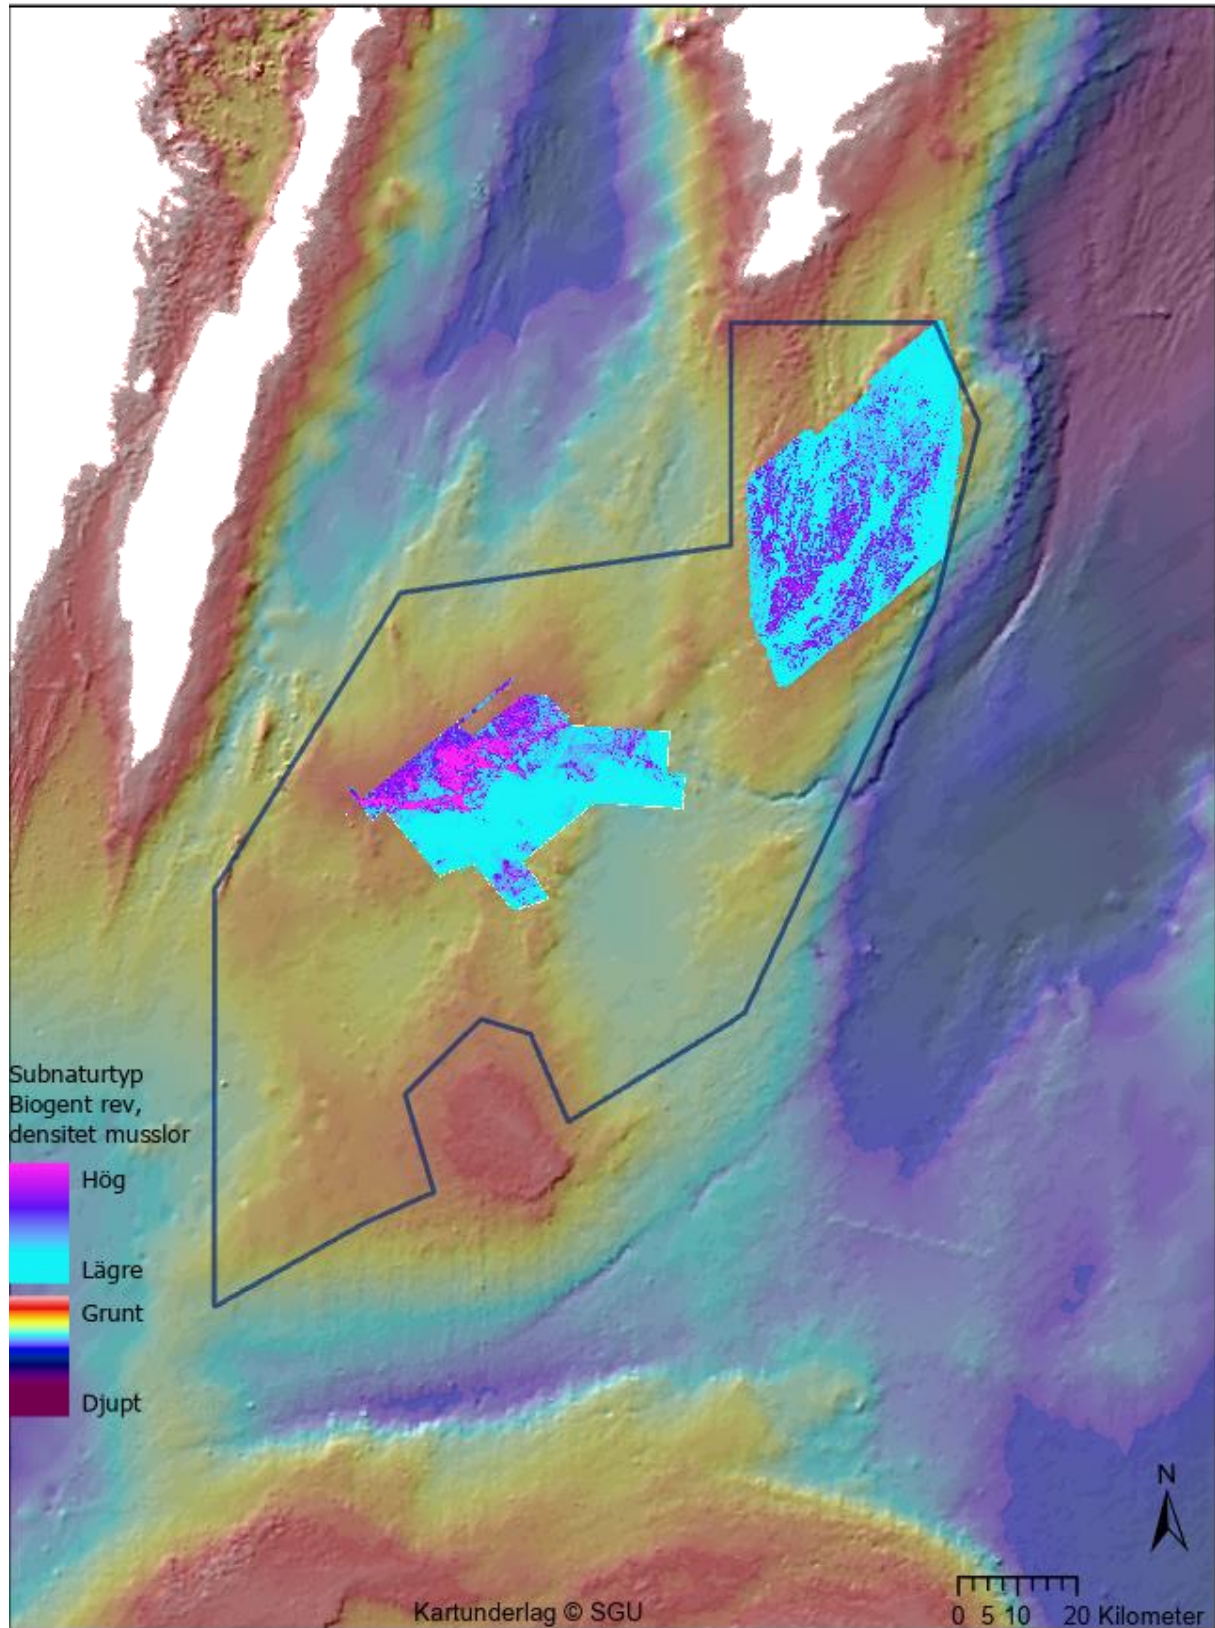 Subnaturtyp
Biogent rev,
densitet musslor
Hög
Lägre
Grunt
Djupt
N
Kartunderlag © SGU
0 5 10 20 Kilometer